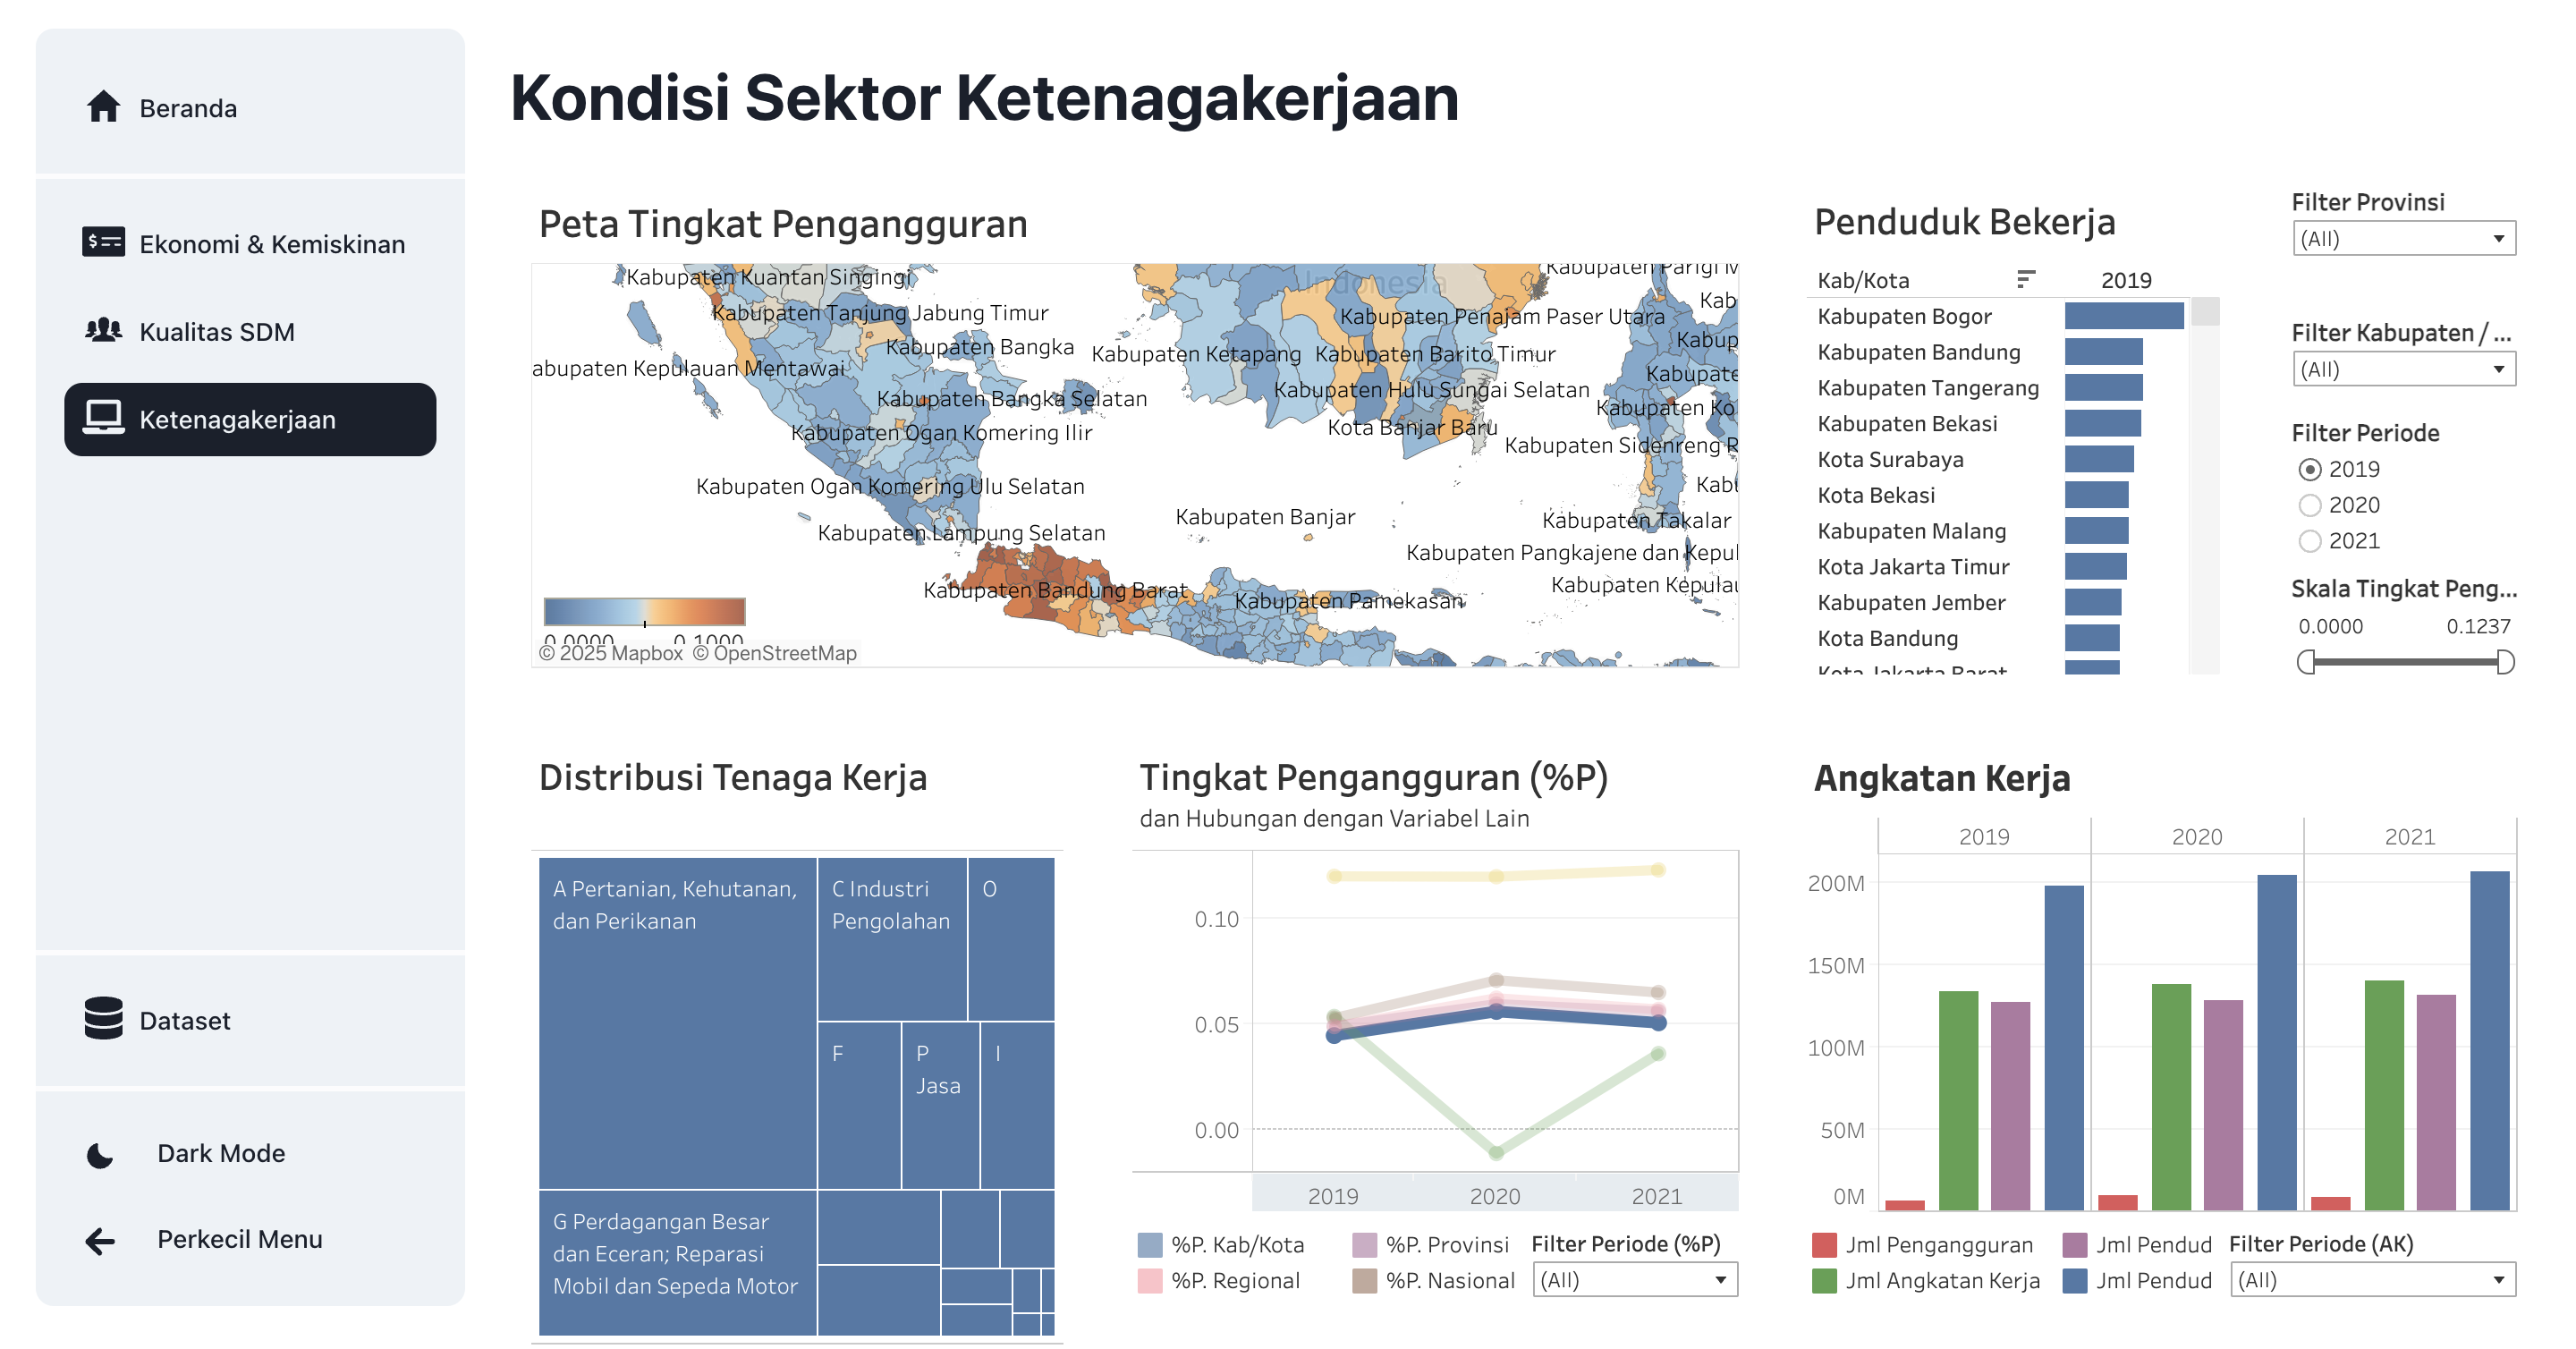 Beranda
Ekonomi & Kemiskinan
Kualitas SDM
Ketenagakerjaan
Dataset
Dark Mode
Perkecil Menu
Kondisi Sektor Ketenagakerjaan
Peta Tingkat Pengangguran
Indonesia
Kabupaten Kuantan Singingi
Kabupaten Tanjung Jabung Timur
Kabupaten Bangka
abupaten Kepulauan Mentawai
Kabupaten Bangka Selatan
Kabupaten Ogan Komering Ilir
Kabupaten Ogan Komering Ulu Selatan
Kabupaten Lampung Selatan
Kabupaten Bandung Barat
Kabupaten Pamekasan
Kabupaten Banjar
Kabupaten Penajam Paser Utara
Kabupaten Ketapang
Kabupaten Barito Timur
Kabupaten Hulu Sungai Selatan
Kota Banjar Baru
Kabupaten Parigi M
Kab
Kabup
Kabupate
Kabupaten Ko
Kabupaten Sidenreng R
Kabu
Kabupaten Takalar
Kabupaten Pangkajene dan Kepul
Kabupaten Kepulau
0.0000 0.1000
© 2025 Mapbox © OpenStreetMap
Penduduk Bekerja
Kab/Kota 2019
Kabupaten Bogor
Kabupaten Bandung
Kabupaten Tangerang
Kabupaten Bekasi
Kota Surabaya
Kota Bekasi
Kabupaten Malang
Kota Jakarta Timur
Kabupaten Jember
Kota Bandung
Kota Jakarta Barat
Filter Provinsi
(All)
Filter Kabupaten / ...
(All)
Filter Periode
2019
2020
2021
Skala Tingkat Peng...
0.0000 0.1237
Distribusi Tenaga Kerja
A Pertanian, Kehutanan,
dan Perikanan
C Industri
Pengolahan
O
F
P
Jasa
I
G Perdagangan Besar
dan Eceran; Reparasi
Mobil dan Sepeda Motor
Tingkat Pengangguran (%P)
dan Hubungan dengan Variabel Lain
0.10
0.05
0.00
2019 2020 2021
%P. Kab/Kota
%P. Provinsi
%P. Regional
%P. Nasional
Filter Periode (%P)
(All)
Angkatan Kerja
2019 2020 2021
200M
150M
100M
50M
0M
Jml Pengangguran
Jml Pendud
Jml Angkatan Kerja
Jml Pendud
Filter Periode (AK)
(All)